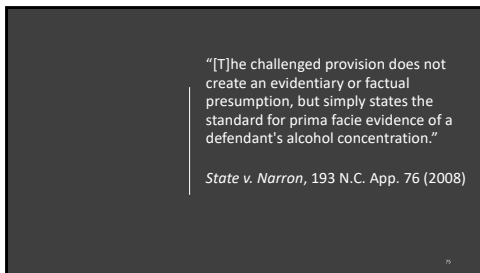 “[T]he challenged provision does not
create an evidentiary or factual
presumption, but simply states the
standard for prima facie evidence of a
defendant's alcohol concentration.”
State v. Narron, 193 N.C. App. 76 (2008)
75